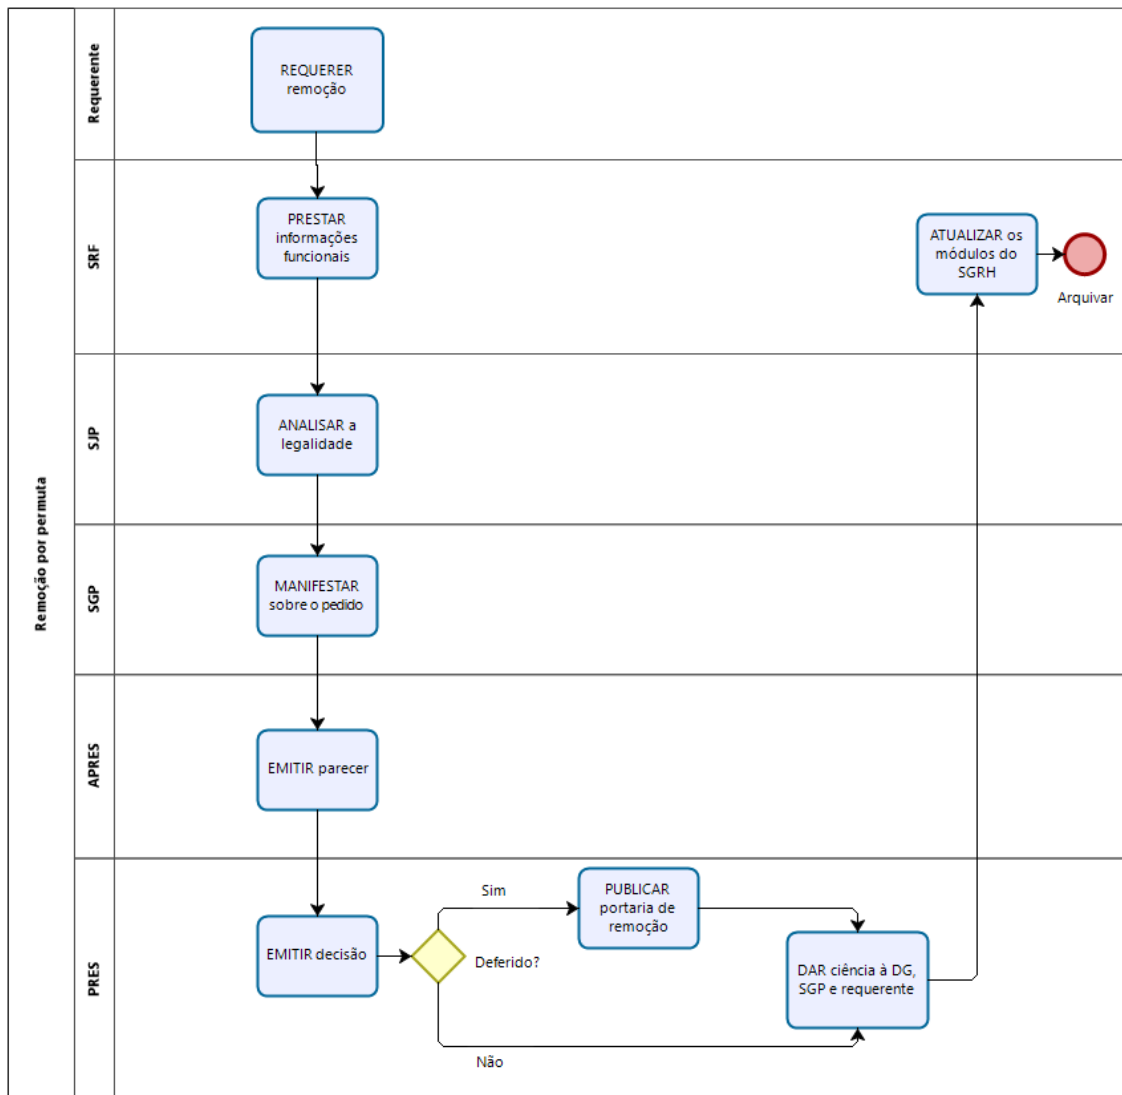 Remoção por permuta
Requerente
REQUERER
remoção
SRF
PRESTAR
informações
funcionais
ATUALIZAR os
módulos do
SGRH
Arquivar
SJP
ANALISAR a
legalidade
SGP
MANIFESTAR
sobre o pedido
APRES
EMITIR parecer
PRES
EMITIR decisão
Deferido?
Sim
PUBLICAR
portaria de
remoção
Não
DAR ciência à DG,
SGP e requerente